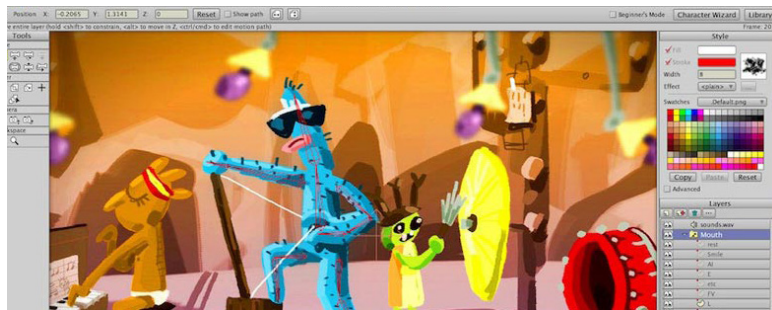 Position X: -0.2065 Y: 1.3141 Z: 0 Reset Show path Beginner's Mode Character Wizard Library
entire layer (hold <shift> to constrain, <alt> to move in Z, <ctrl/cmd> to edit motion path) Frame: 20
Tools
Style
Fill
Stroke
Width 8
Effect <plain>
Swatches Default.png
Copy Paste Reset
Advanced
Layers
sounds.wav
Mouth
rest
Smile
AI
E
etc
FV
L